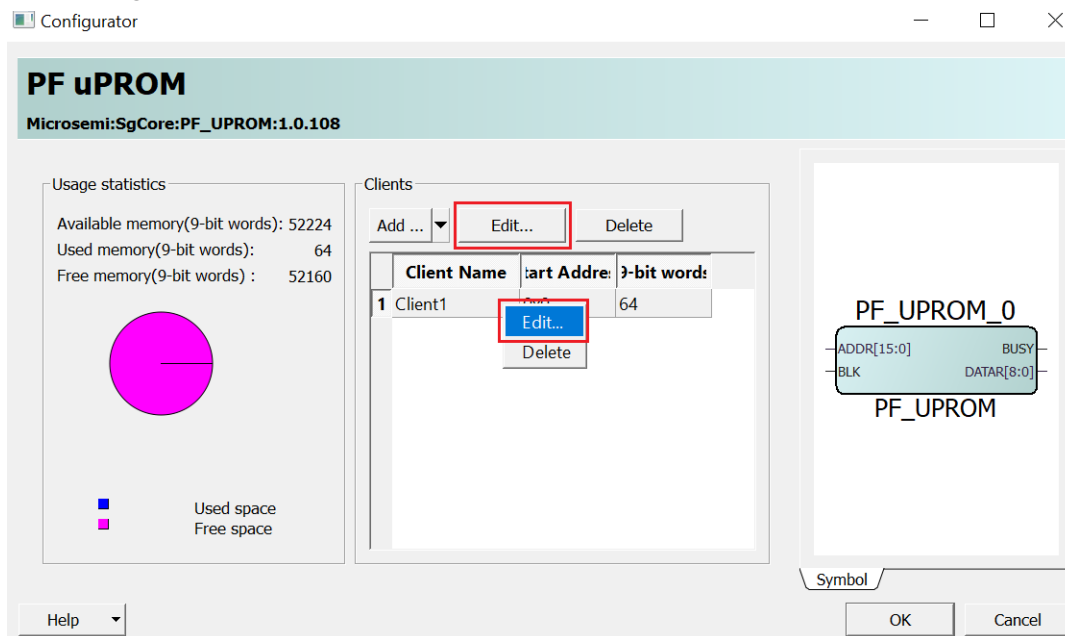 Configurator
PF uPROM
Microsemi:SgCore:PF_UPROM:1.0.108
Usage statistics
Available memory(9-bit words): 52224
Used memory(9-bit words): 64
Free memory(9-bit words) : 52160
Used space
Free space
Clients
Add ... Edit... Delete
Client Name tart Addre: 9-bit words
1 Client1 64
Edit...
Delete
PF_UPROM_0
ADDR[15:0] BUSY
BLK DATAR[8:0]
PF_UPROM
Symbol
Help OK Cancel